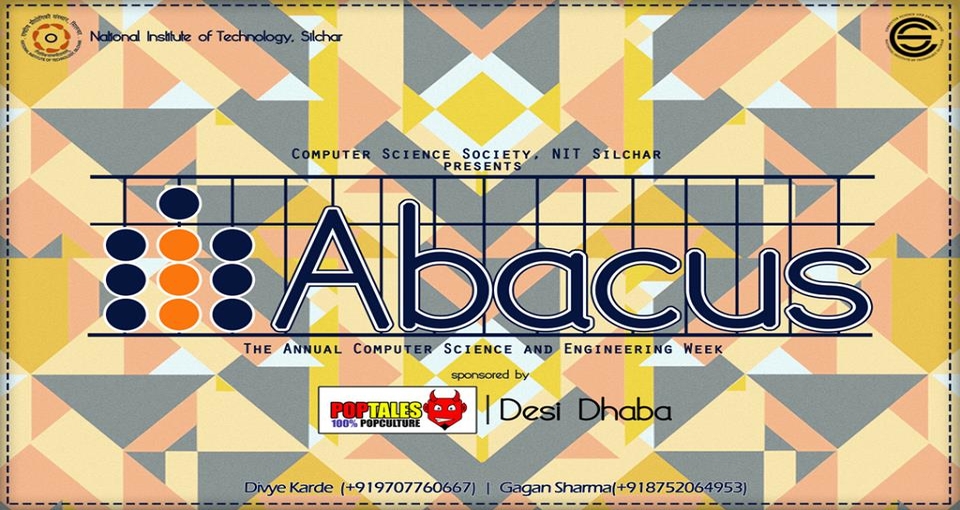 National Institute of Technology, Silchar
Computer Science Society, NIT Silchar
presents
Abacus
The Annual Computer Science and Engineering Week
sponsored by
POPTALES
100% POPCULTURE
Desi Dhaba
Divye Karde (+919707760667) | Gagan Sharma(+918752064953)